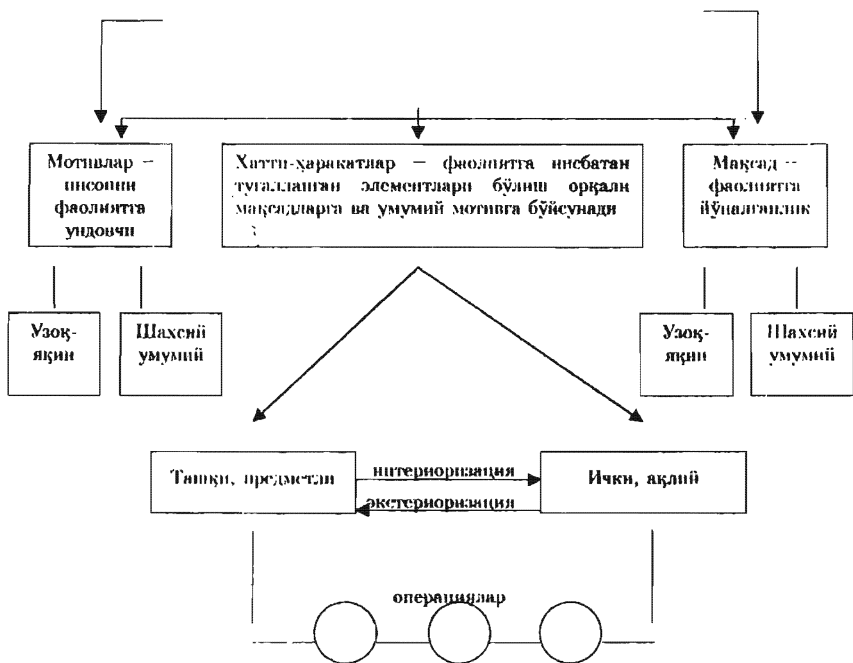 Мотивлар –
инсонни
фаолиятга
ундовчи
Хатти-ҳаракатлар – фаолиятга нисбатан
тугалланган элементлари бўлиш орқали
мақсадларга ва умумий мотивга бўйсунади
Мақсад –
фаолиятга
йўналганлик
Узоқ-
яқин
Шахсий
умумий
Узоқ-
яқин
Шахсий
умумий
Ташқи, предметли
интериоризация
экстериоризация
Ички, ақлий
операциялар